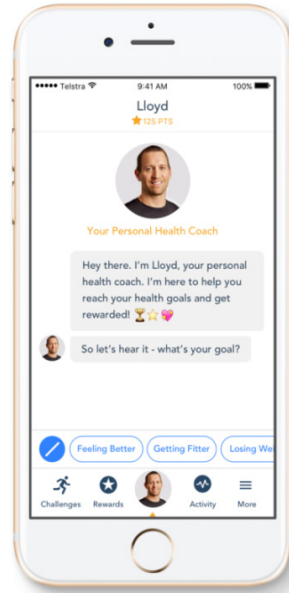 Telstra 9:41 AM 100%
Lloyd
125 PTS
Your Personal Health Coach
Hey there. I'm Lloyd, your personal
health coach. I'm here to help you
reach your health goals and get
rewarded! 🏆⭐💖
So let's hear it - what's your goal?
Feeling Better Getting Fitter Losing We
Challenges Rewards Activity More